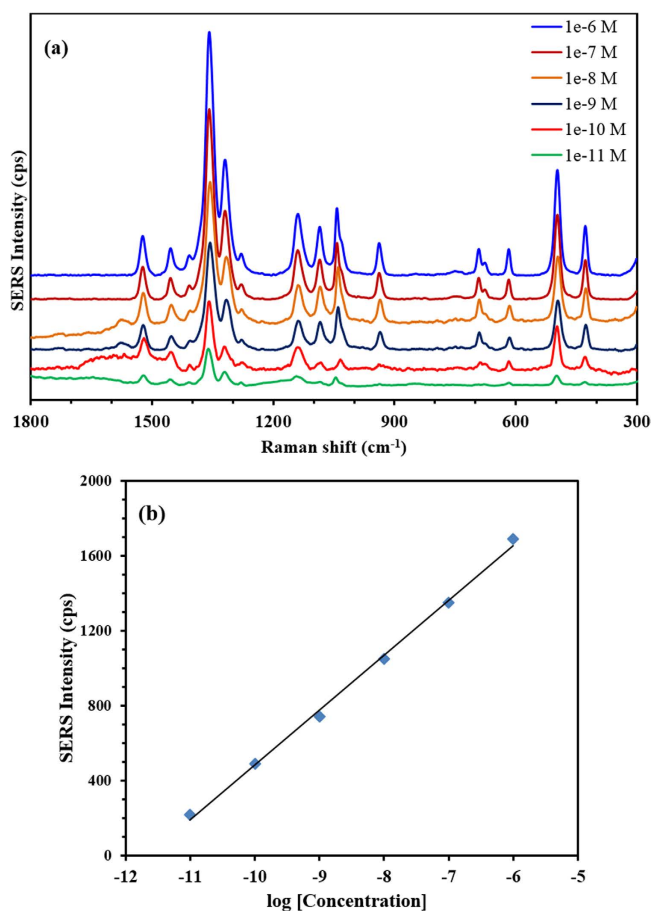 (a)
1e-6 M
1e-7 M
1e-8 M
1e-9 M
1e-10 M
1e-11 M
SERS Intensity (cps)
1800 1500 1200 900 600 300
Raman shift (cm⁻¹)
(b)
2000
1600
1200
800
400
0
SERS Intensity (cps)
-12 -11 -10 -9 -8 -7 -6 -5
log [Concentration]